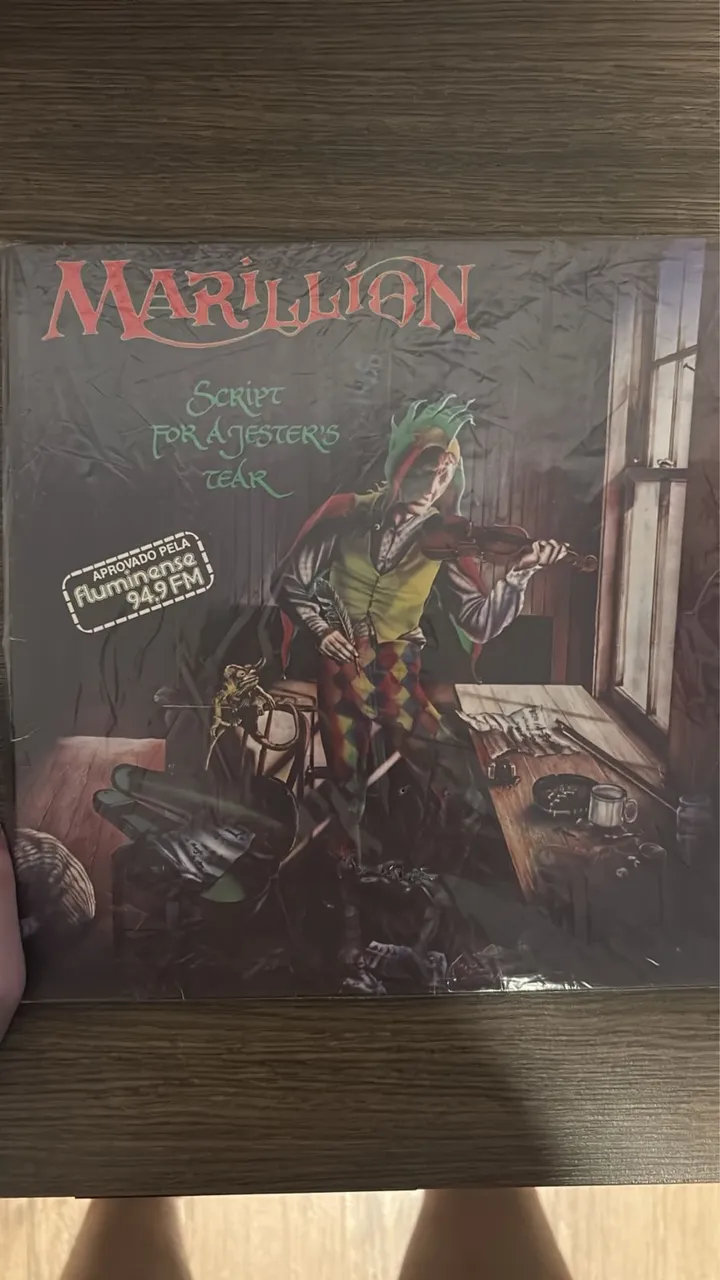 MARiLLiON
SCRipT
FOR A JESTER'S
TEAR
APROVADO PELA
fluminense
94,9 FM